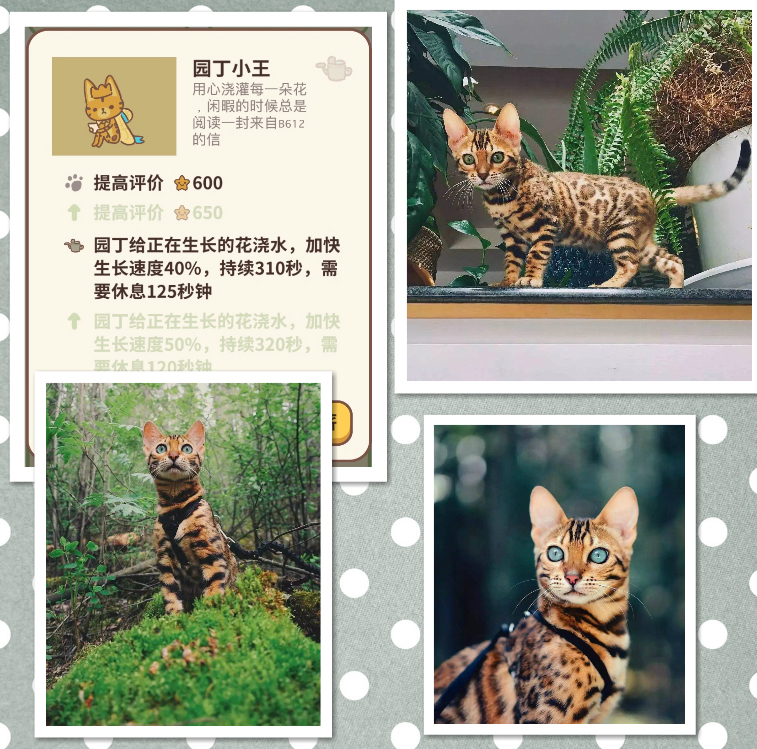 园丁小王
用心浇灌每一朵花
，闲暇的时候总是
阅读一封来自B612
的信
提高评价 600
提高评价 650
园丁给正在生长的花浇水，加快
生长速度40%，持续310秒，需
要休息125秒钟
园丁给正在生长的花浇水，加快
生长速度50%，持续320秒，需
要休息120秒钟